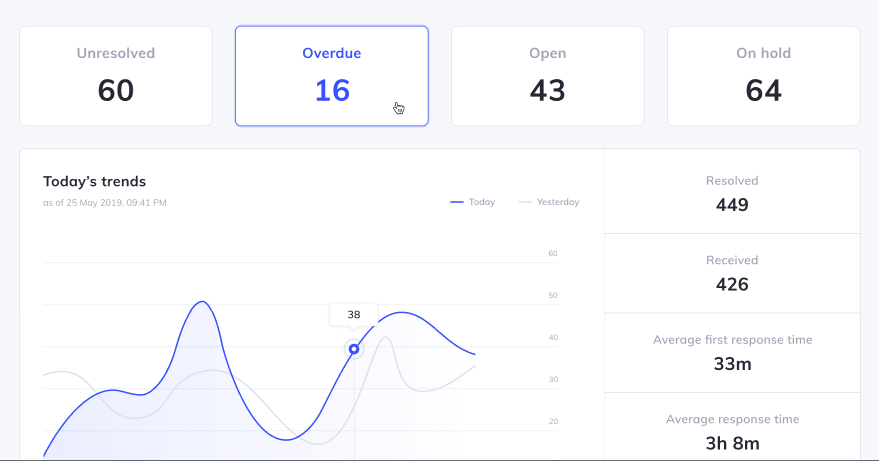 Unresolved
60
Overdue
16
Open
43
On hold
64
Today's trends
as of 25 May 2019, 09:41 PM
Today
Yesterday
60
50
40
30
20
38
Resolved
449
Received
426
Average first response time
33m
Average response time
3h 8m